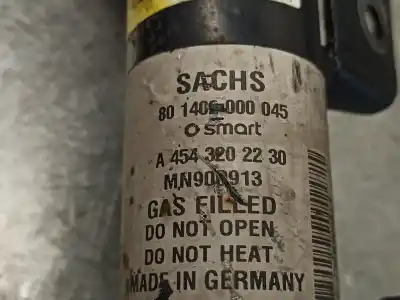 SACHS
80 1406 000 045
smart
A 454 320 22 30
MN900913
GAS FILLED
DO NOT OPEN
DO NOT HEAT
MADE IN GERMANY